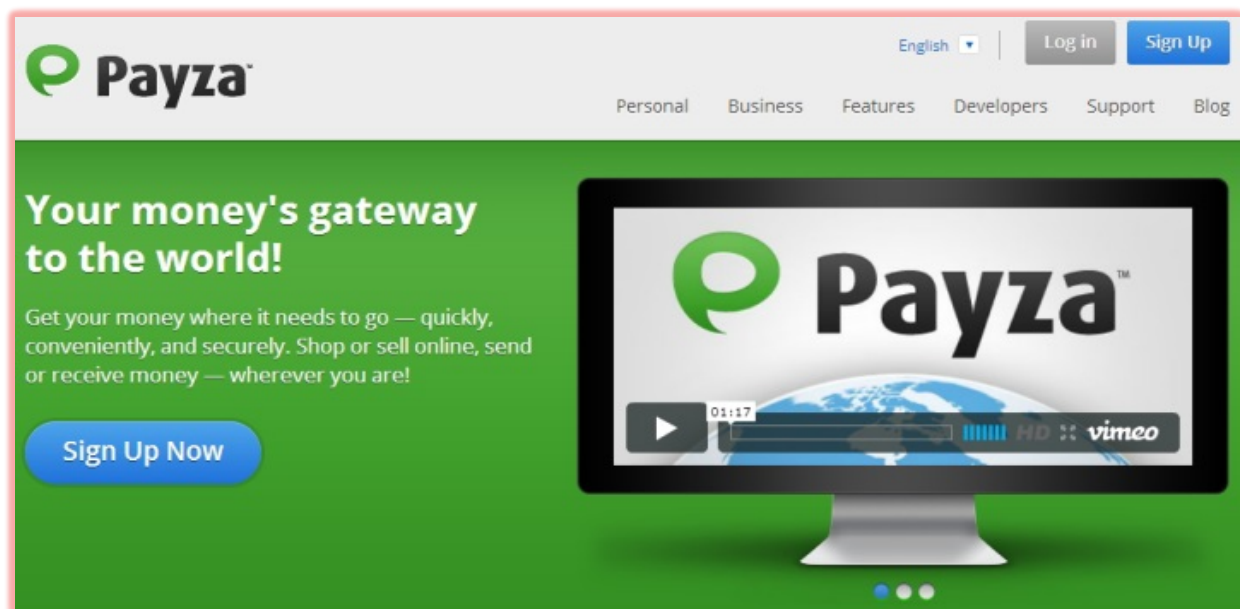 Payza™
English
Log in
Sign Up
Personal Business Features Developers Support Blog
Your money's gateway
to the world!
Get your money where it needs to go — quickly,
conveniently, and securely. Shop or sell online, send
or receive money — wherever you are!
Sign Up Now
Payza™
01:17
HD vimeo